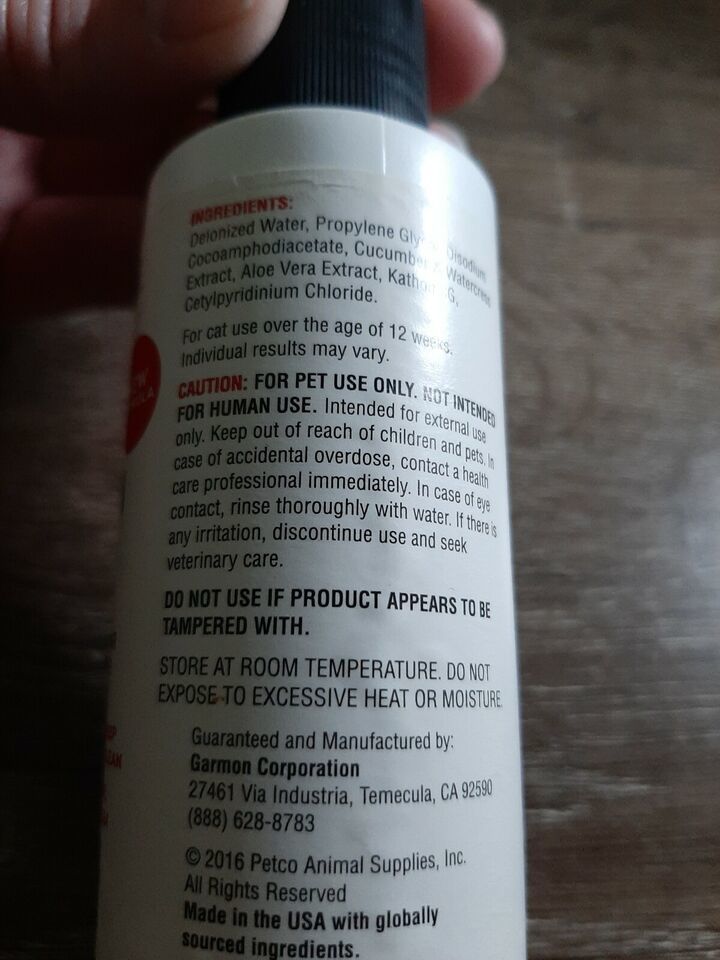 INGREDIENTS:
Deionized Water, Propylene Disodium
Cocoamphodiacetate, Cucumber Watercress
Extract, Aloe Vera Extract, G,
Cetylpyridinium Chloride.
For cat use over the age of 12 weeks.
Individual results may vary.
CAUTION: FOR PET USE ONLY. NOT INTENDED
FOR HUMAN USE. Intended for external use
only. Keep out of reach of children and pets. In
case of accidental overdose, contact a health
care professional immediately. In case of eye
contact, rinse thoroughly with water. If there is
any irritation, discontinue use and seek
veterinary care.
DO NOT USE IF PRODUCT APPEARS TO BE
TAMPERED WITH.
STORE AT ROOM TEMPERATURE. DO NOT
EXPOSE TO EXCESSIVE HEAT OR MOISTURE.
Guaranteed and Manufactured by:
Garmon Corporation
27461 Via Industria, Temecula, CA 92590
(888) 628-8783
© 2016 Petco Animal Supplies, Inc.
All Rights Reserved
Made in the USA with globally
sourced ingredients.